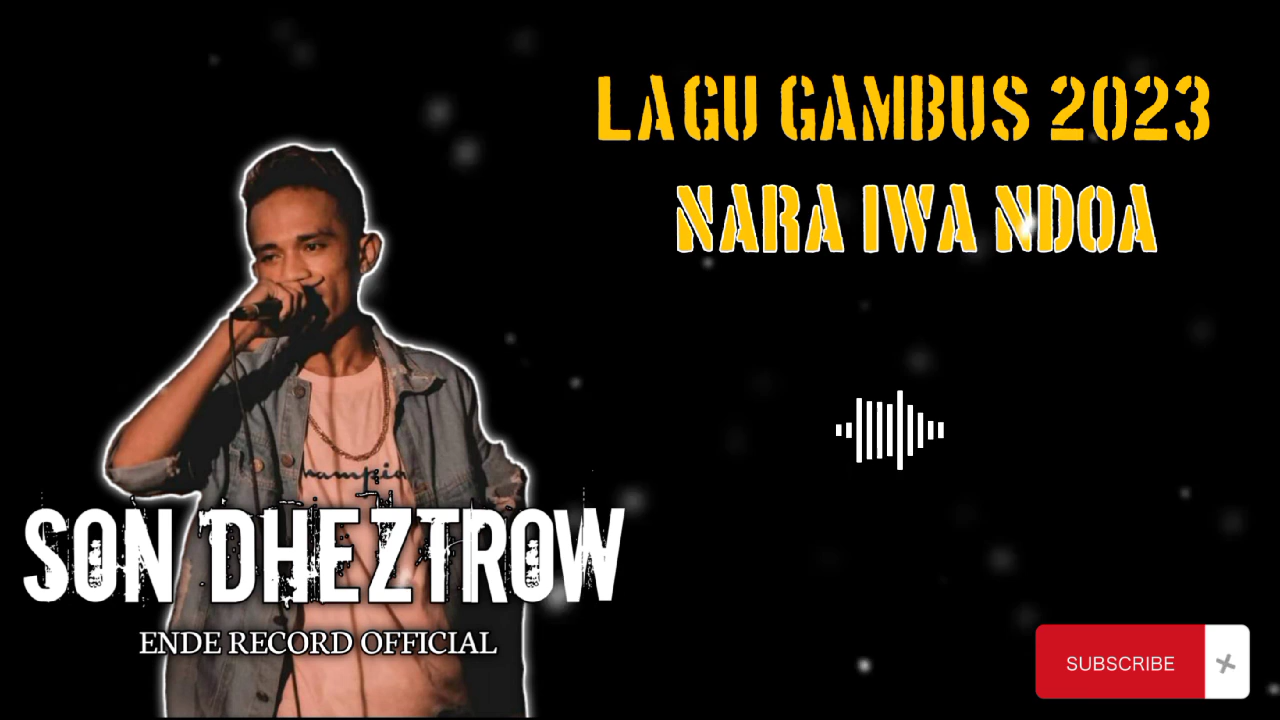 LAGU GAMBUS 2023
NARA IWA NDOA
SON DHEZTROW
ENDE RECORD OFFICIAL
SUBSCRIBE